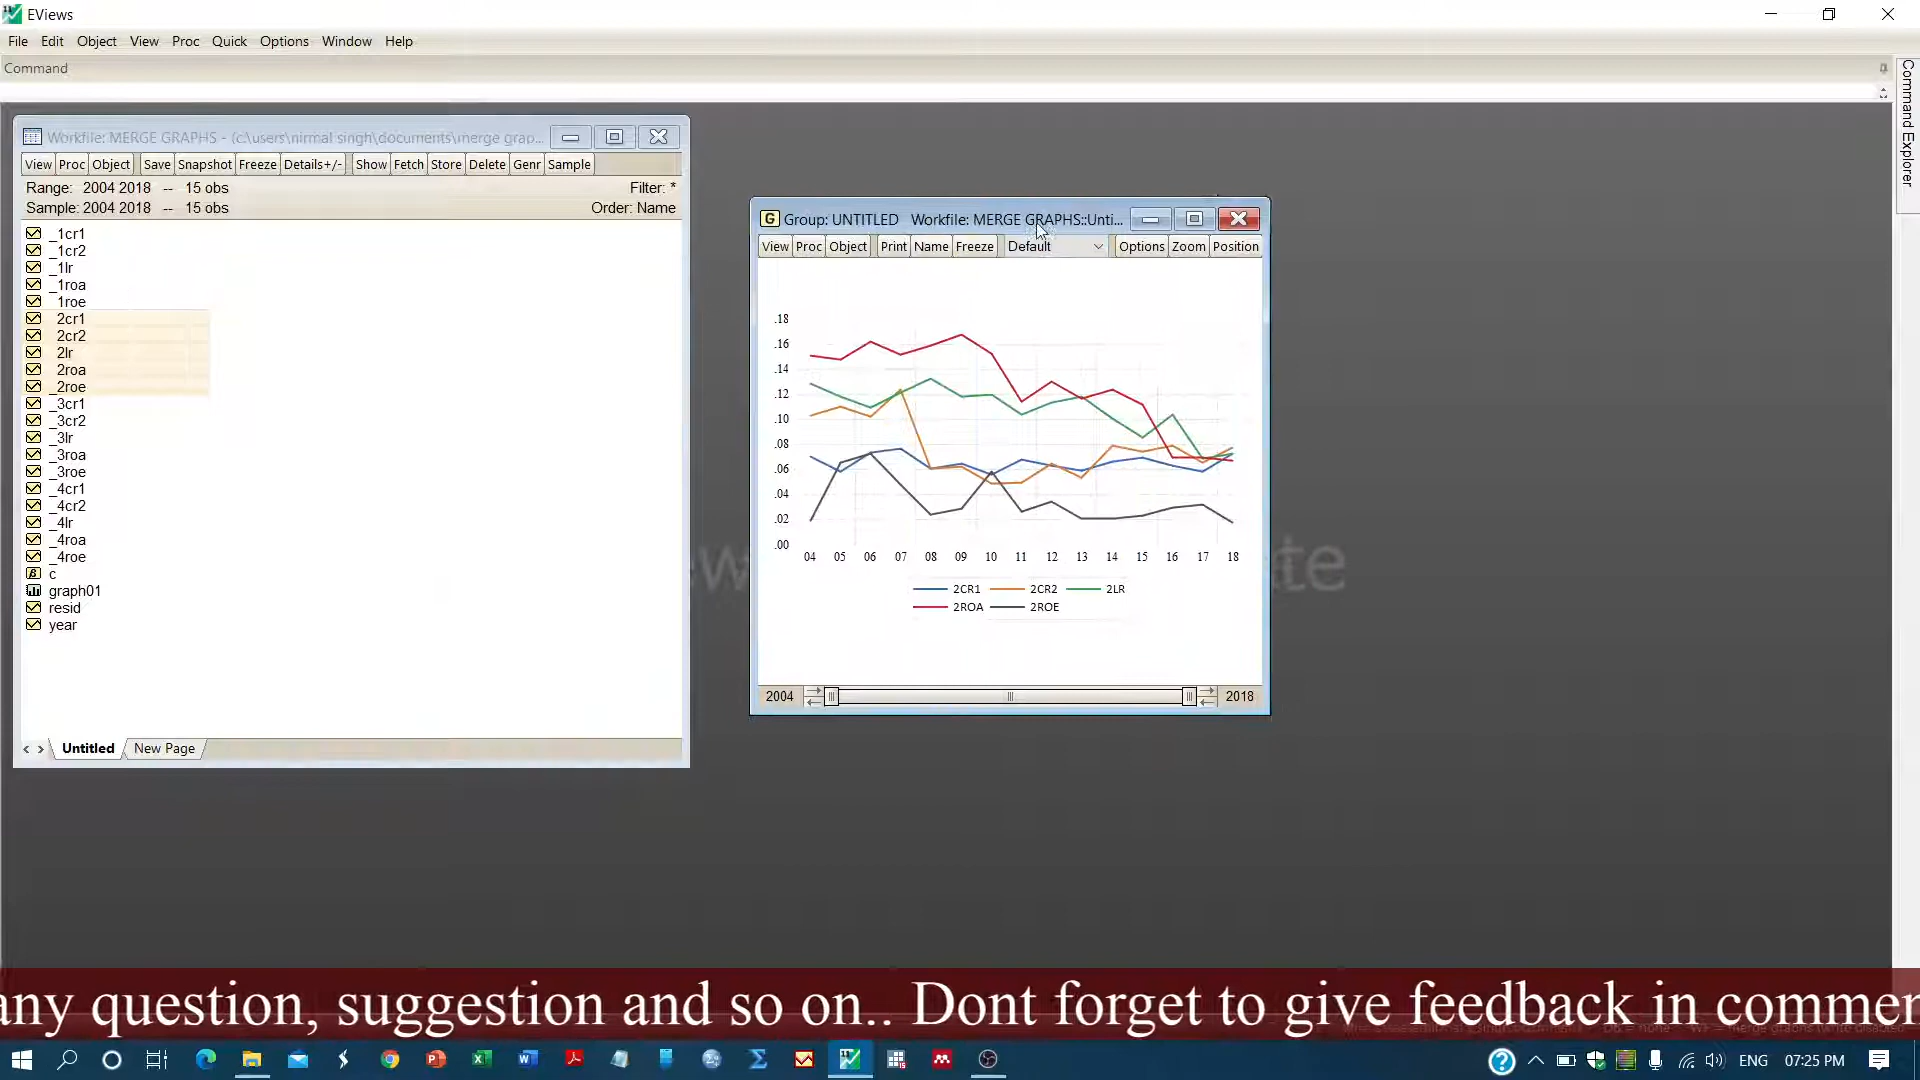 EViews
File Edit Object View Proc Quick Options Window Help
Command
Command Explorer
Workfile: MERGE GRAPHS - (c:\users\nirmal singh\documents\merge grap...
View Proc Object Save Snapshot Freeze Details+/- Show Fetch Store Delete Genr Sample
Range: 2004 2018 -- 15 obs Filter: *
Sample: 2004 2018 -- 15 obs Order: Name
_1cr1
_1cr2
_1lr
_1roa
_1roe
_2cr1
_2cr2
_2lr
_2roa
_2roe
_3cr1
_3cr2
_3lr
_3roa
_3roe
_4cr1
_4cr2
_4lr
_4roa
_4roe
c
graph01
resid
year
Untitled New Page
Group: UNTITLED Workfile: MERGE GRAPHS::Unti...
View Proc Object Print Name Freeze Default Options Zoom Position
.18
.16
.14
.12
.10
.08
.06
.04
.02
.00
04 05 06 07 08 09 10 11 12 13 14 15 16 17 18
2CR1 2CR2 2LR
2ROA 2ROE
2004 2018
any question, suggestion and so on.. Dont forget to give feedback in commen
ENG 07:25 PM